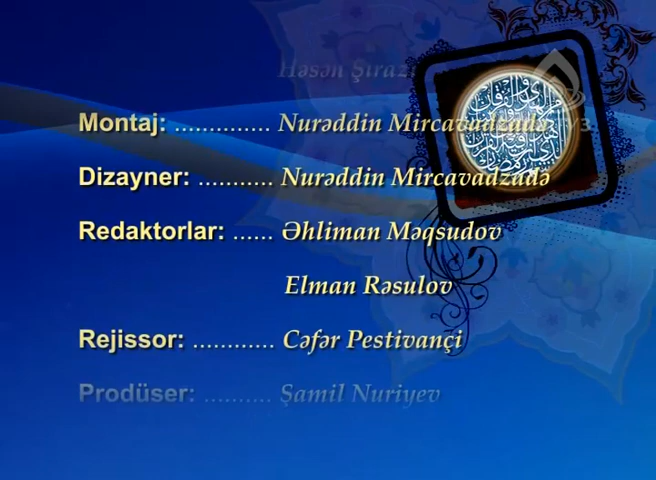 Həsən Şirazi
Montaj: .............. Nurəddin Mircavadzadə
Dizayner: ........... Nurəddin Mircavadzadə
Redaktorlar: ...... Əhliman Məqsudov
Elman Rəsulov
Rejissor: ............ Cəfər Pestivançi
Prodüser: .......... Şamil Nuriyev